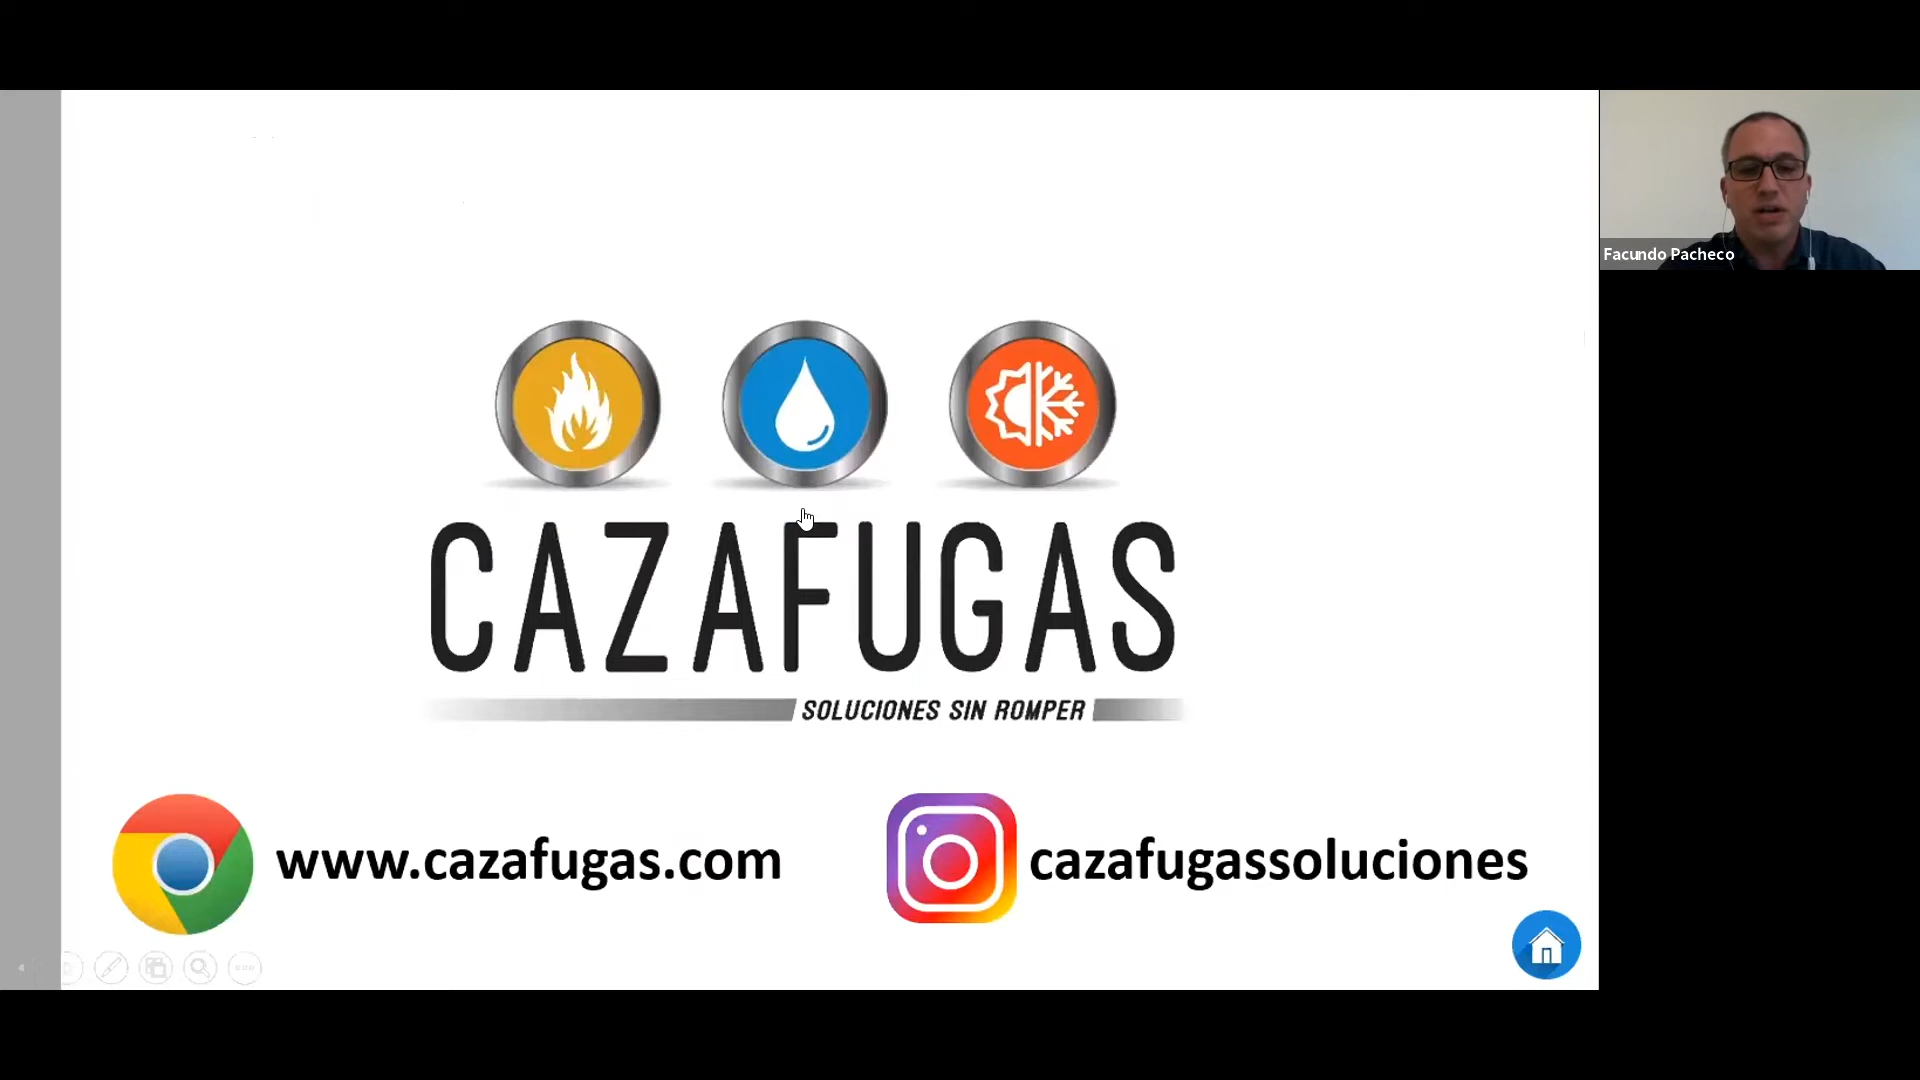 Facundo Pacheco
CAZAFUGAS
SOLUCIONES SIN ROMPER
www.cazafugas.com
cazafugassoluciones